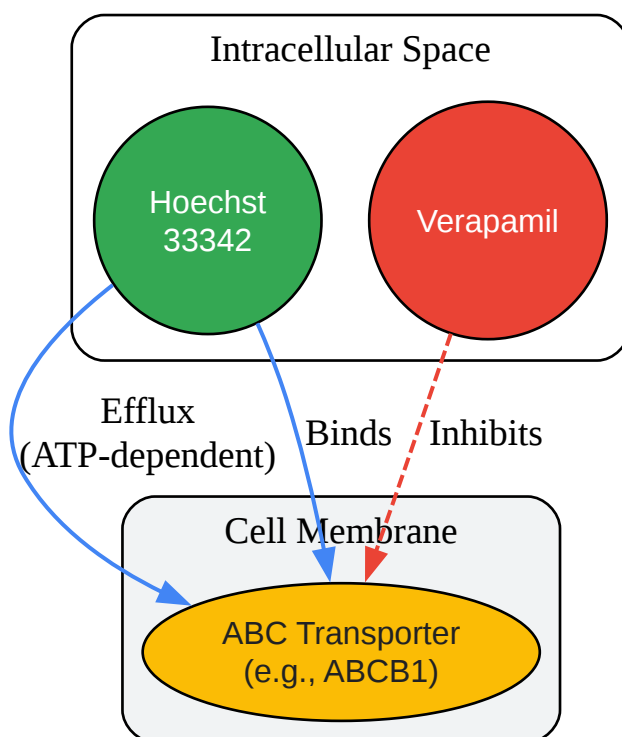 Intracellular Space
Hoechst
33342
Verapamil
Efflux
(ATP-dependent)
Binds
Inhibits
Cell Membrane
ABC Transporter
(e.g., ABCB1)